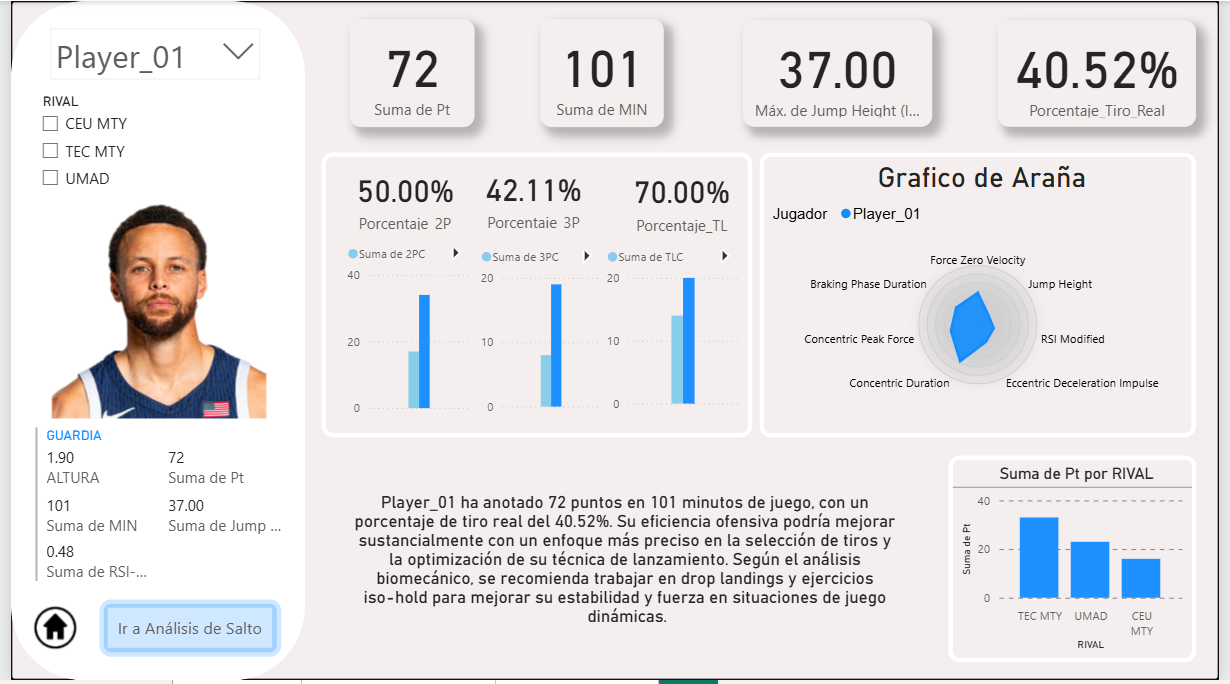 Player_01
RIVAL
CEU MTY
TEC MTY
UMAD
GUARDIA
1.90
ALTURA
72
Suma de Pt
101
Suma de MIN
37.00
Suma de Jump ...
0.48
Suma de RSI-...
Ir a Análisis de Salto
72
Suma de Pt
101
Suma de MIN
37.00
Máx. de Jump Height (I...
40.52%
Porcentaje_Tiro_Real
50.00%
Porcentaje 2P
42.11%
Porcentaje 3P
70.00%
Porcentaje_TL
Suma de 2PC
40
20
0
Suma de 3PC
20
10
0
Suma de TLC
20
10
0
Grafico de Araña
Jugador Player_01
Force Zero Velocity
Braking Phase Duration
Jump Height
Concentric Peak Force
RSI Modified
Concentric Duration
Eccentric Deceleration Impulse
Player_01 ha anotado 72 puntos en 101 minutos de juego, con un
porcentaje de tiro real del 40.52%. Su eficiencia ofensiva podría mejorar
sustancialmente con un enfoque más preciso en la selección de tiros y
la optimización de su técnica de lanzamiento. Según el análisis
biomecánico, se recomienda trabajar en drop landings y ejercicios
iso-hold para mejorar su estabilidad y fuerza en situaciones de juego
dinámicas.
Suma de Pt por RIVAL
Suma de Pt
40
20
0
TEC MTY
UMAD
CEU
MTY
RIVAL